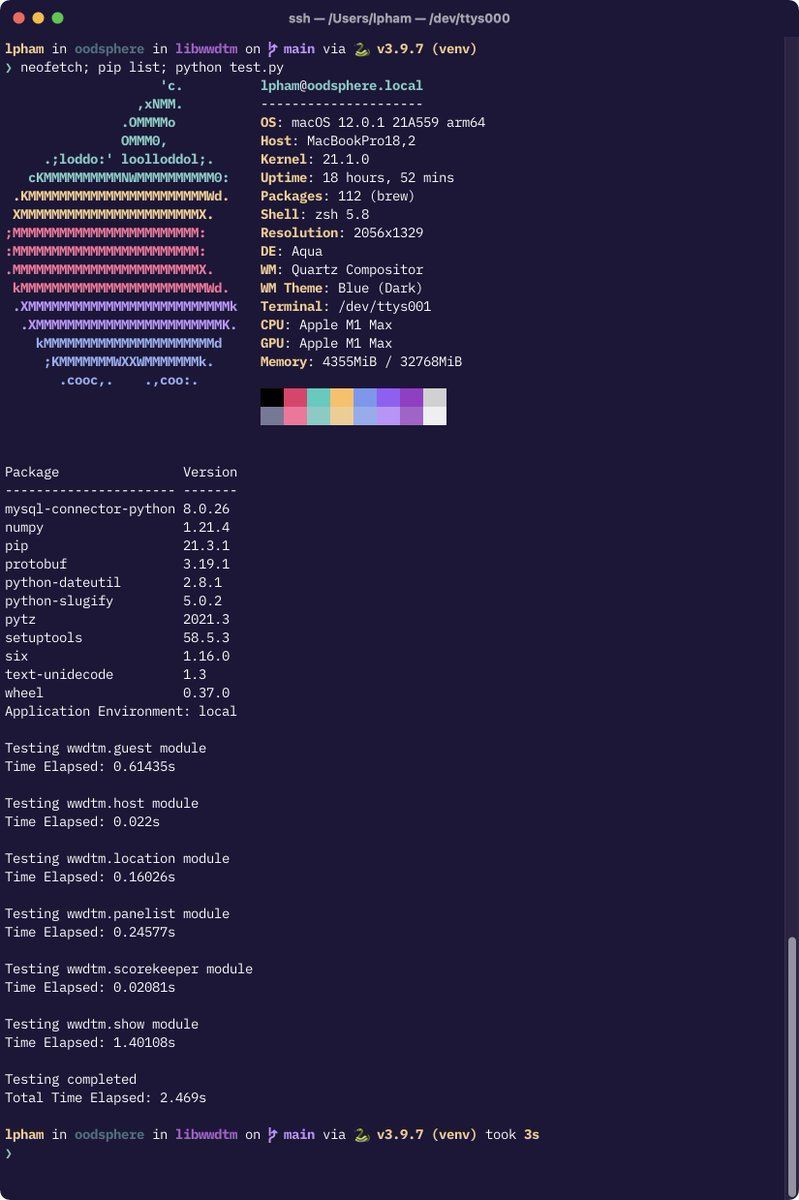 ssh — /Users/lpham — /dev/ttys000
lpham in oodsphere in libwwdtm on main via 🐍 v3.9.7 (venv)
❯ neofetch; pip list; python test.py
'c. lpham@oodsphere.local
,xNMM. ---------------------
.OMMMMo OS: macOS 12.0.1 21A559 arm64
OMMM0, Host: MacBookPro18,2
.;loddo:' loolloddol;. Kernel: 21.1.0
cKMMMMMMMMMMNWMMMMMMMMMM0: Uptime: 18 hours, 52 mins
.KMMMMMMMMMMMMMMMMMMMMMMMWd. Packages: 112 (brew)
XMMMMMMMMMMMMMMMMMMMMMMMX. Shell: zsh 5.8
;MMMMMMMMMMMMMMMMMMMMMMMM: Resolution: 2056x1329
:MMMMMMMMMMMMMMMMMMMMMMMM: DE: Aqua
.MMMMMMMMMMMMMMMMMMMMMMMMX. WM: Quartz Compositor
kMMMMMMMMMMMMMMMMMMMMMMMMWd. WM Theme: Blue (Dark)
.XMMMMMMMMMMMMMMMMMMMMMMMMMMk Terminal: /dev/ttys001
.XMMMMMMMMMMMMMMMMMMMMMMMMK. CPU: Apple M1 Max
kMMMMMMMMMMMMMMMMMMMMMMd GPU: Apple M1 Max
;KMMMMMMMWXXWMMMMMMMk. Memory: 4355MiB / 32768MiB
.cooc,. .,coo:.
Package Version
---------------------- -------
mysql-connector-python 8.0.26
numpy 1.21.4
pip 21.3.1
protobuf 3.19.1
python-dateutil 2.8.1
python-slugify 5.0.2
pytz 2021.3
setuptools 58.5.3
six 1.16.0
text-unidecode 1.3
wheel 0.37.0
Application Environment: local
Testing wwdtm.guest module
Time Elapsed: 0.61435s
Testing wwdtm.host module
Time Elapsed: 0.022s
Testing wwdtm.location module
Time Elapsed: 0.16026s
Testing wwdtm.panelist module
Time Elapsed: 0.24577s
Testing wwdtm.scorekeeper module
Time Elapsed: 0.02081s
Testing wwdtm.show module
Time Elapsed: 1.40108s
Testing completed
Total Time Elapsed: 2.469s
lpham in oodsphere in libwwdtm on main via 🐍 v3.9.7 (venv) took 3s
❯